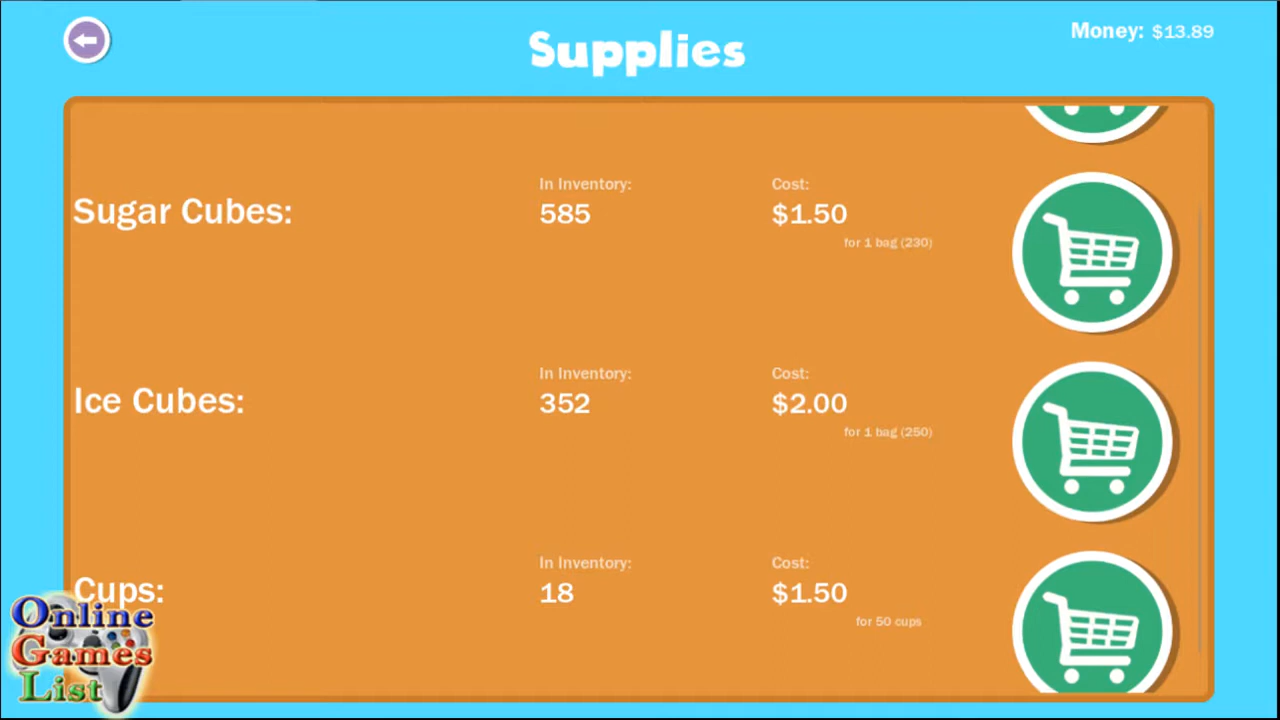 Supplies
Money: $13.89
Sugar Cubes:
In Inventory:
585
Cost:
$1.50
for 1 bag (230)
Ice Cubes:
In Inventory:
352
Cost:
$2.00
for 1 bag (250)
Cups:
In Inventory:
18
Cost:
$1.50
for 50 cups
Online
Games
List